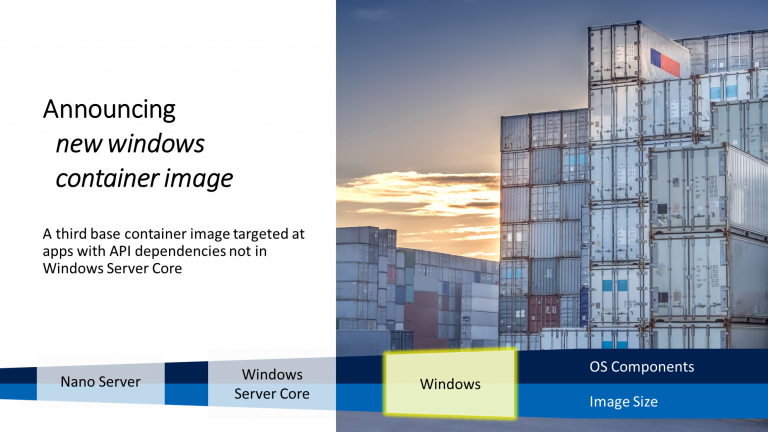 Announcing
new windows
container image
A third base container image targeted at
apps with API dependencies not in
Windows Server Core
Nano Server
Windows
Server Core
Windows
OS Components
Image Size